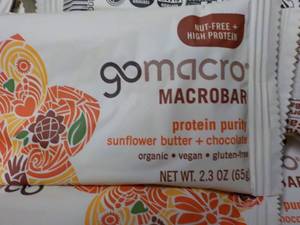 NUT-FREE +
HIGH PROTEIN
gomacro
MACROBAR
protein purity
sunflower butter + chocolate
organic • vegan • gluten-free
NET WT. 2.3 OZ (65g